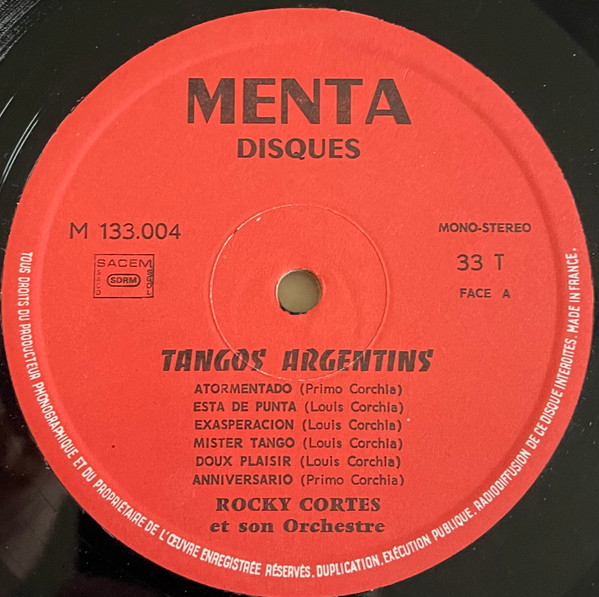 MENTA
DISQUES
M 133.004
MONO-STEREO
SACEM
SACD
SDRM
SGDL
33 T
FACE A
TANGOS ARGENTINS
ATORMENTADO (Primo Corchia)
ESTA DE PUNTA (Louis Corchia)
EXASPERACION (Louis Corchia)
MISTER TANGO (Louis Corchia)
DOUX PLAISIR (Louis Corchia)
ANNIVERSARIO (Primo Corchia)
ROCKY CORTES
et son Orchestre
TOUS DROITS DU PRODUCTEUR PHONOGRAPHIQUE ET DU PROPRIÉTAIRE DE L'ŒUVRE ENREGISTRÉE RÉSERVÉS. DUPLICATION, EXÉCUTION PUBLIQUE, RADIODIFFUSION DE CE DISQUE INTERDITES. MADE IN FRANCE.